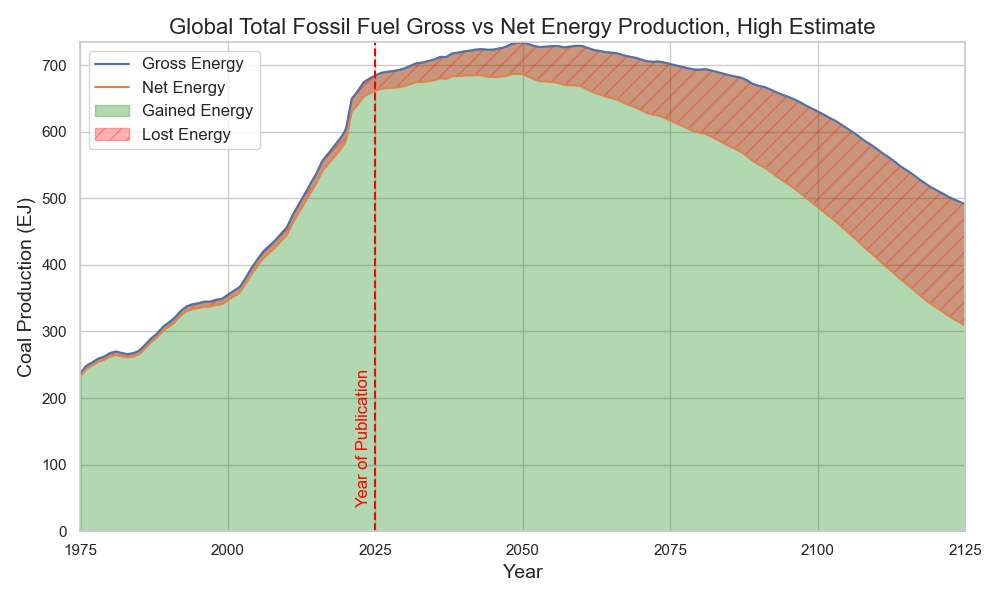 Global Total Fossil Fuel Gross vs Net Energy Production, High Estimate
Gross Energy
Net Energy
Gained Energy
Lost Energy
Coal Production (EJ)
700
600
500
400
300
200
100
0
Year of Publication
1975
2000
2025
2050
2075
2100
2125
Year